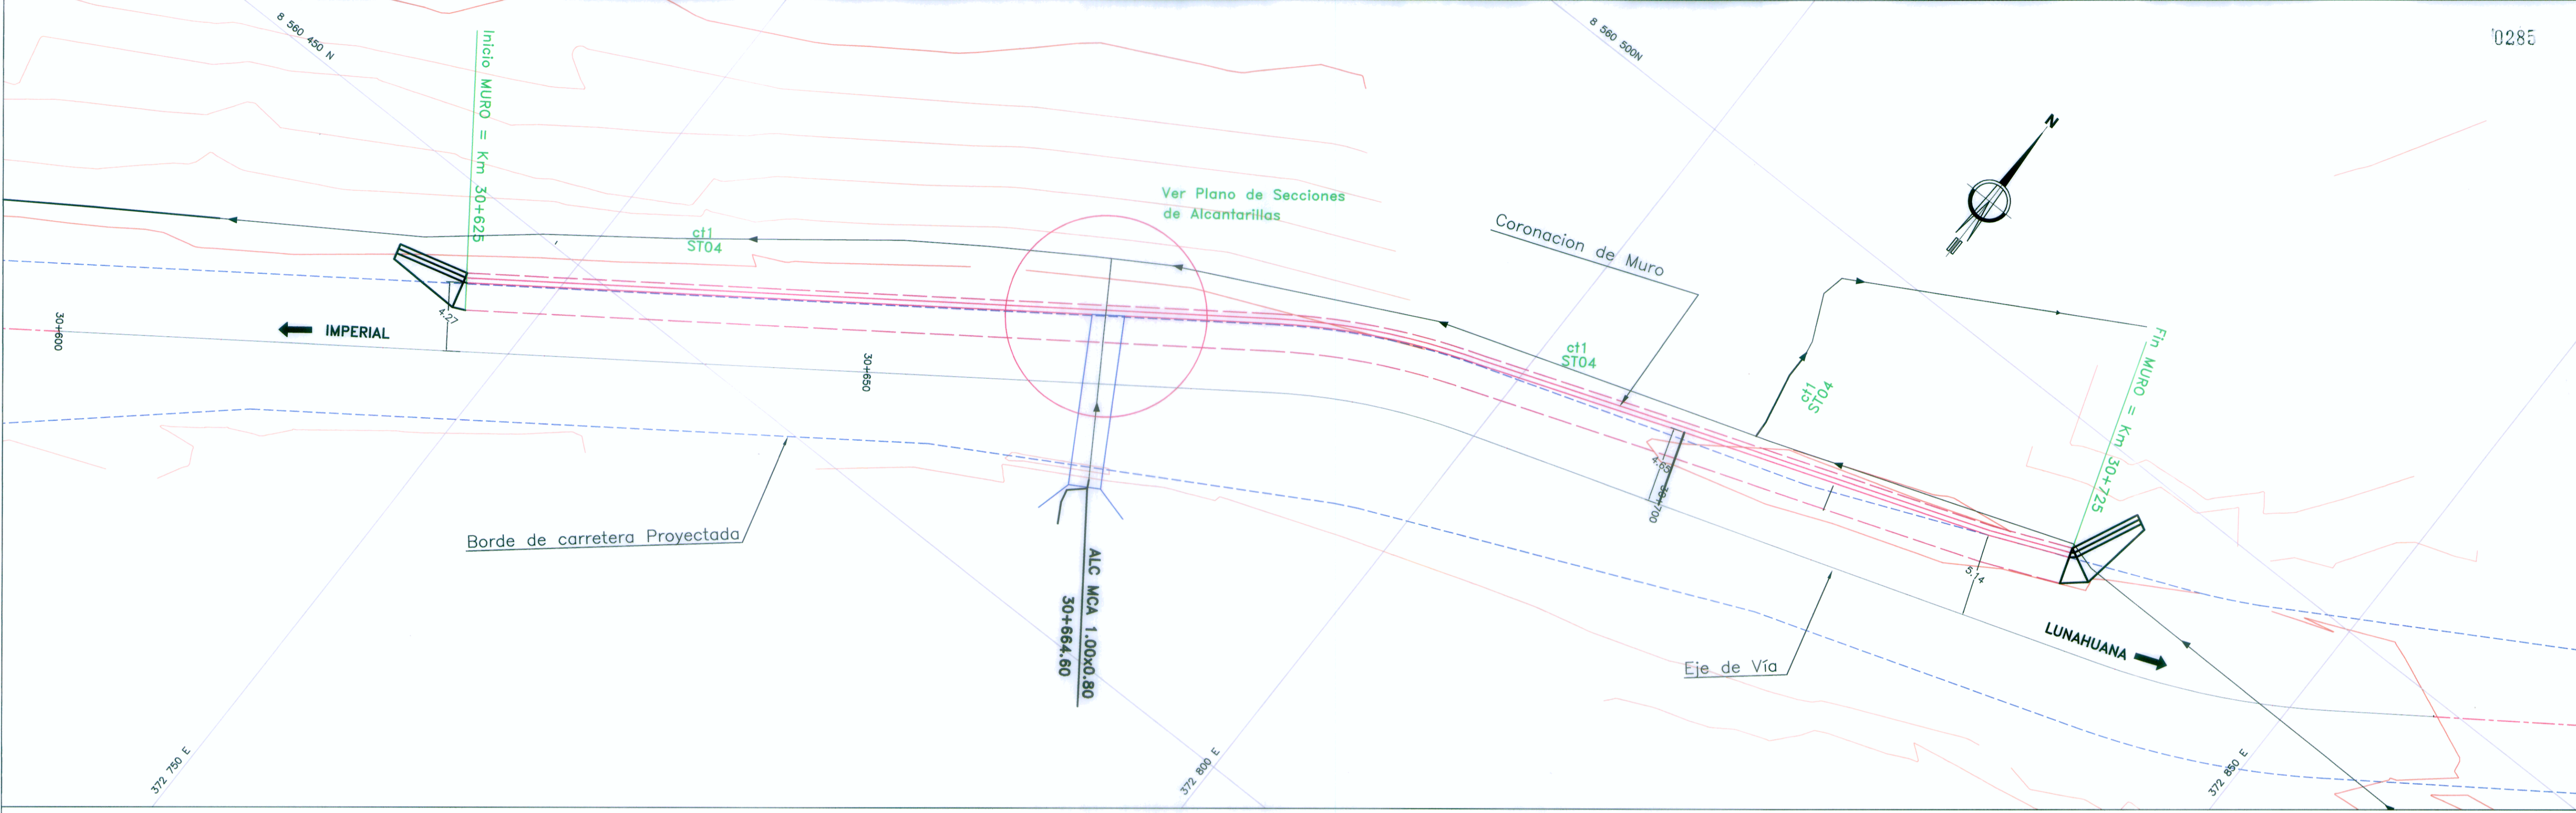 8 560 450 N
8 560 500N
'0285
Inicio MURO = Km 30+625
N
Ver Plano de Secciones
de Alcantarillas
Coronacion de Muro
ct1
ST04
30+600
4.27
IMPERIAL
30+650
ct1
ST04
ct1
ST04
Fin MURO = Km 30+725
4.65
30+700
Borde de carretera Proyectada
ALC MCA 1.00x0.80
30+664.60
5.14
LUNAHUANA
Eje de Vía
372 750 E
372 800 E
372 850 E